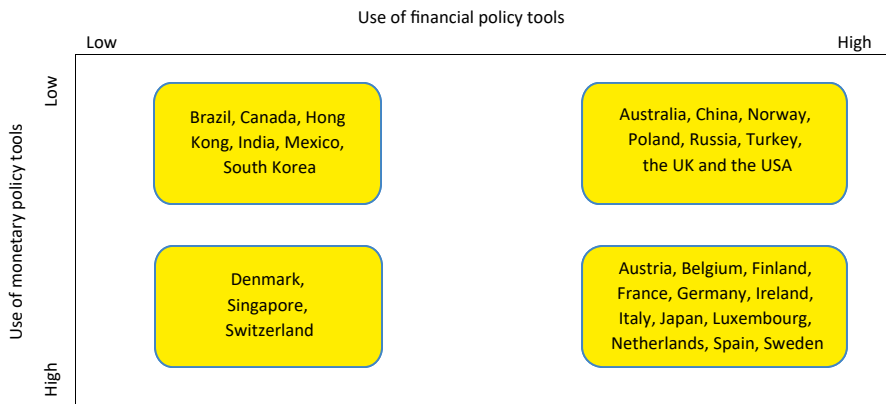 Use of financial policy tools
Low
High
Use of monetary policy tools
Low
High
Brazil, Canada, Hong
Kong, India, Mexico,
South Korea
Australia, China, Norway,
Poland, Russia, Turkey,
the UK and the USA
Denmark,
Singapore,
Switzerland
Austria, Belgium, Finland,
France, Germany, Ireland,
Italy, Japan, Luxembourg,
Netherlands, Spain, Sweden